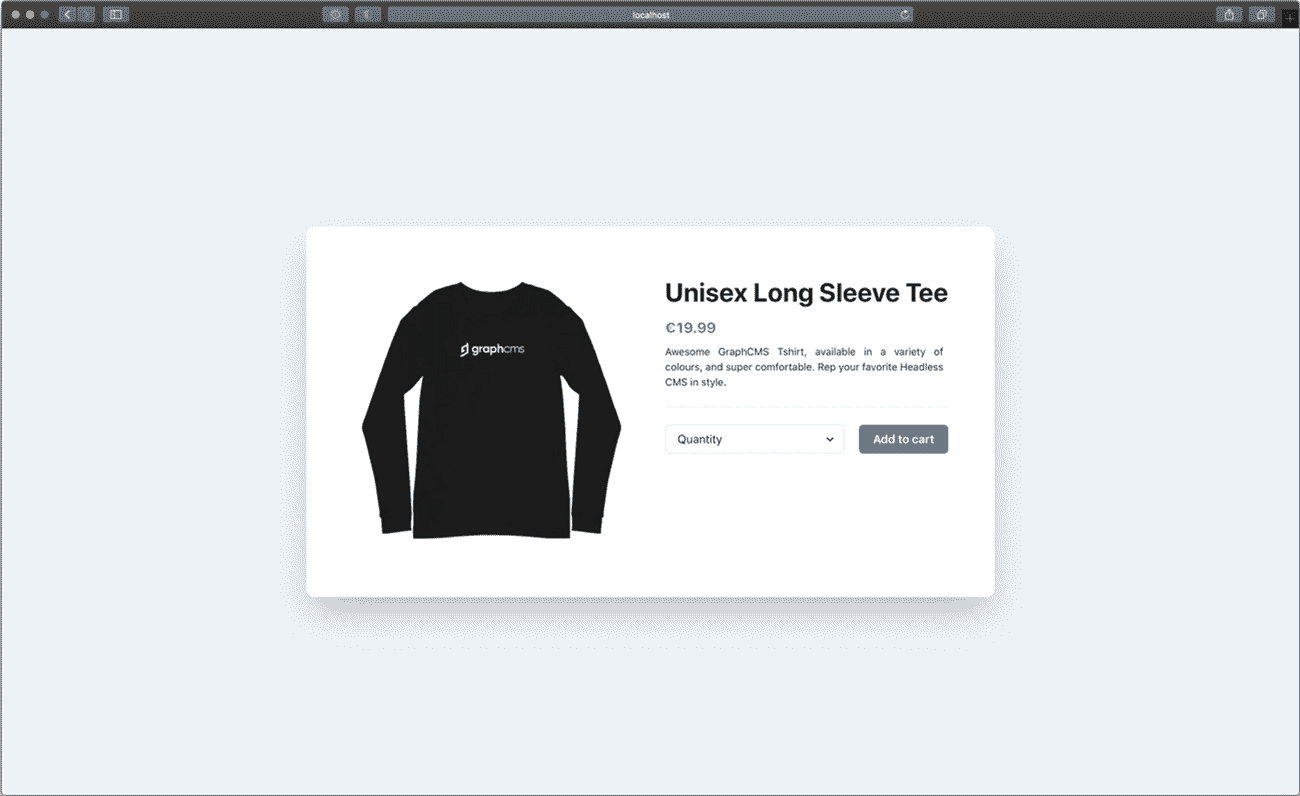 localhost
graphcms
Unisex Long Sleeve Tee
€19.99
Awesome GraphCMS Tshirt, available in a variety of
colours, and super comfortable. Rep your favorite Headless
CMS in style.
Quantity
Add to cart